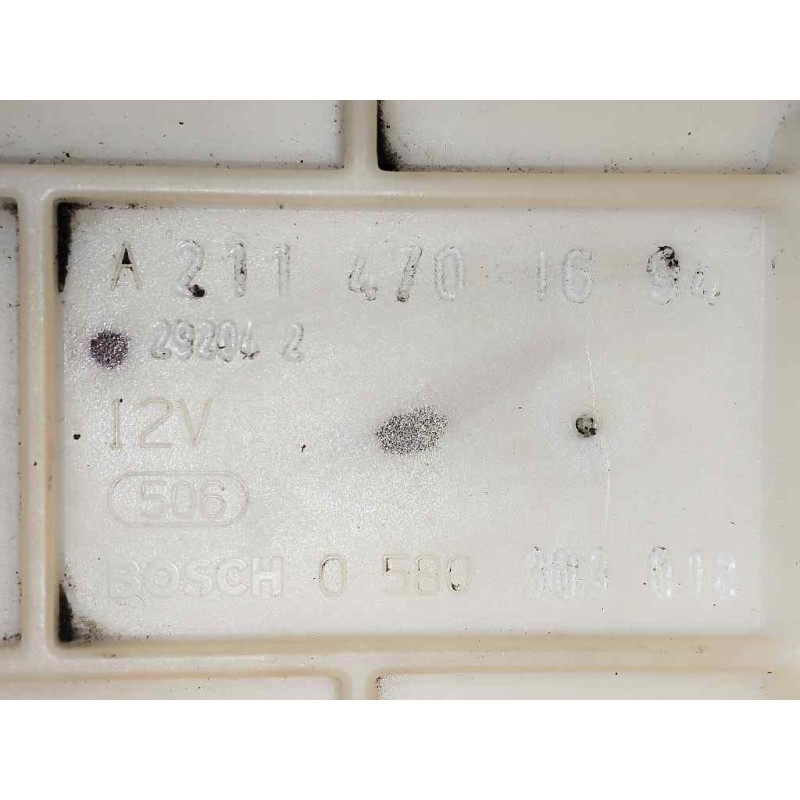 A 211 470 16 94
29204 2
12V
506
BOSCH 0 580 303 018